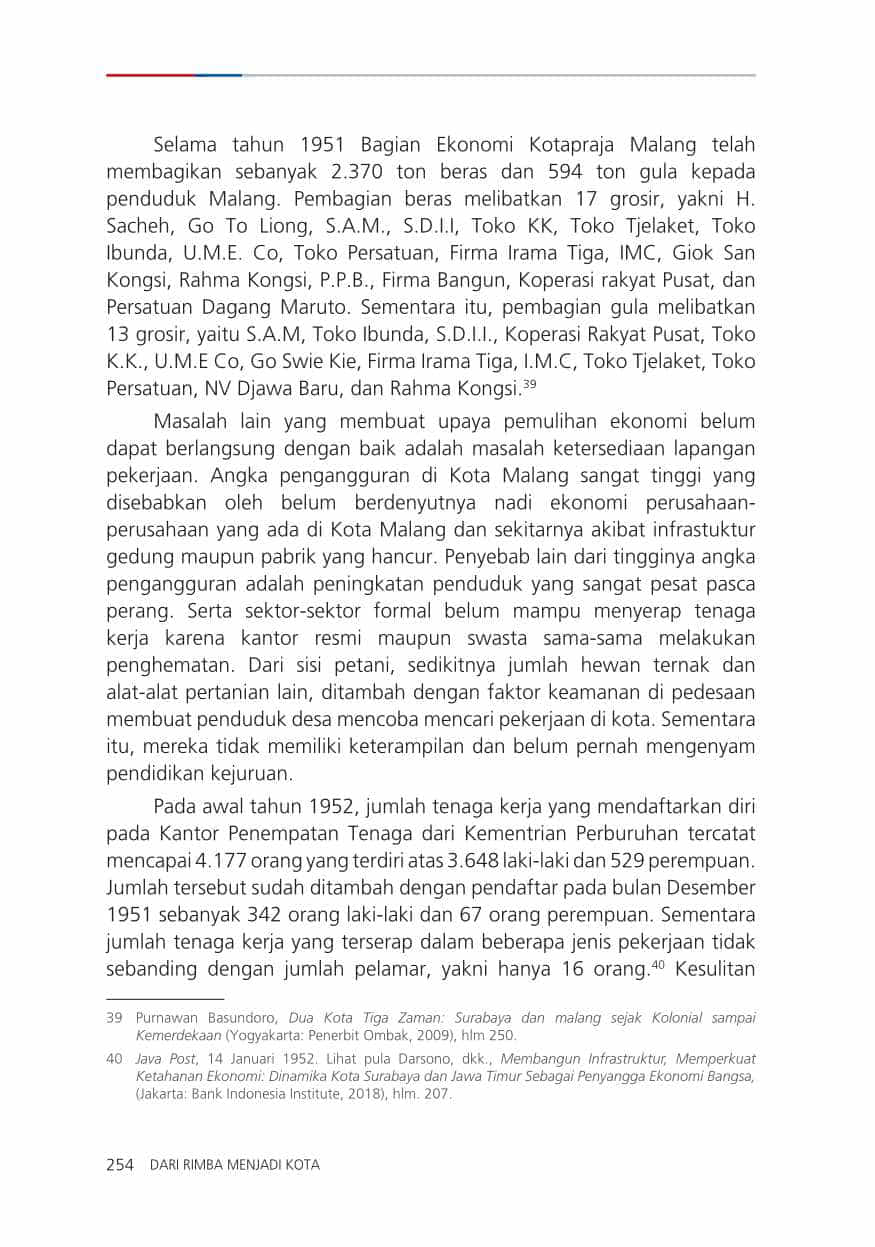 Selama tahun 1951 Bagian Ekonomi Kotapraja Malang telah
membagikan sebanyak 2.370 ton beras dan 594 ton gula kepada
penduduk Malang. Pembagian beras melibatkan 17 grosir, yakni H.
Sacheh, Go To Liong, S.A.M., S.D.I.I, Toko KK, Toko Tjelaket, Toko
Ibunda, U.M.E. Co, Toko Persatuan, Firma Irama Tiga, IMC, Giok San
Kongsi, Rahma Kongsi, P.P.B., Firma Bangun, Koperasi rakyat Pusat, dan
Persatuan Dagang Maruto. Sementara itu, pembagian gula melibatkan
13 grosir, yaitu S.A.M, Toko Ibunda, S.D.I.I., Koperasi Rakyat Pusat, Toko
K.K., U.M.E Co, Go Swie Kie, Firma Irama Tiga, I.M.C, Toko Tjelaket, Toko
Persatuan, NV Djawa Baru, dan Rahma Kongsi.39
Masalah lain yang membuat upaya pemulihan ekonomi belum
dapat berlangsung dengan baik adalah masalah ketersediaan lapangan
pekerjaan. Angka pengangguran di Kota Malang sangat tinggi yang
disebabkan oleh belum berdenyutnya nadi ekonomi perusahaan-
perusahaan yang ada di Kota Malang dan sekitarnya akibat infrastuktur
gedung maupun pabrik yang hancur. Penyebab lain dari tingginya angka
pengangguran adalah peningkatan penduduk yang sangat pesat pasca
perang. Serta sektor-sektor formal belum mampu menyerap tenaga
kerja karena kantor resmi maupun swasta sama-sama melakukan
penghematan. Dari sisi petani, sedikitnya jumlah hewan ternak dan
alat-alat pertanian lain, ditambah dengan faktor keamanan di pedesaan
membuat penduduk desa mencoba mencari pekerjaan di kota. Sementara
itu, mereka tidak memiliki keterampilan dan belum pernah mengenyam
pendidikan kejuruan.
Pada awal tahun 1952, jumlah tenaga kerja yang mendaftarkan diri
pada Kantor Penempatan Tenaga dari Kementrian Perburuhan tercatat
mencapai 4.177 orang yang terdiri atas 3.648 laki-laki dan 529 perempuan.
Jumlah tersebut sudah ditambah dengan pendaftar pada bulan Desember
1951 sebanyak 342 orang laki-laki dan 67 orang perempuan. Sementara
jumlah tenaga kerja yang terserap dalam beberapa jenis pekerjaan tidak
sebanding dengan jumlah pelamar, yakni hanya 16 orang.40 Kesulitan
39 Purnawan Basundoro, Dua Kota Tiga Zaman: Surabaya dan malang sejak Kolonial sampai
Kemerdekaan (Yogyakarta: Penerbit Ombak, 2009), hlm 250.
40 Java Post, 14 Januari 1952. Lihat pula Darsono, dkk., Membangun Infrastruktur, Memperkuat
Ketahanan Ekonomi: Dinamika Kota Surabaya dan Jawa Timur Sebagai Penyangga Ekonomi Bangsa,
(Jakarta: Bank Indonesia Institute, 2018), hlm. 207.
254 DARI RIMBA MENJADI KOTA